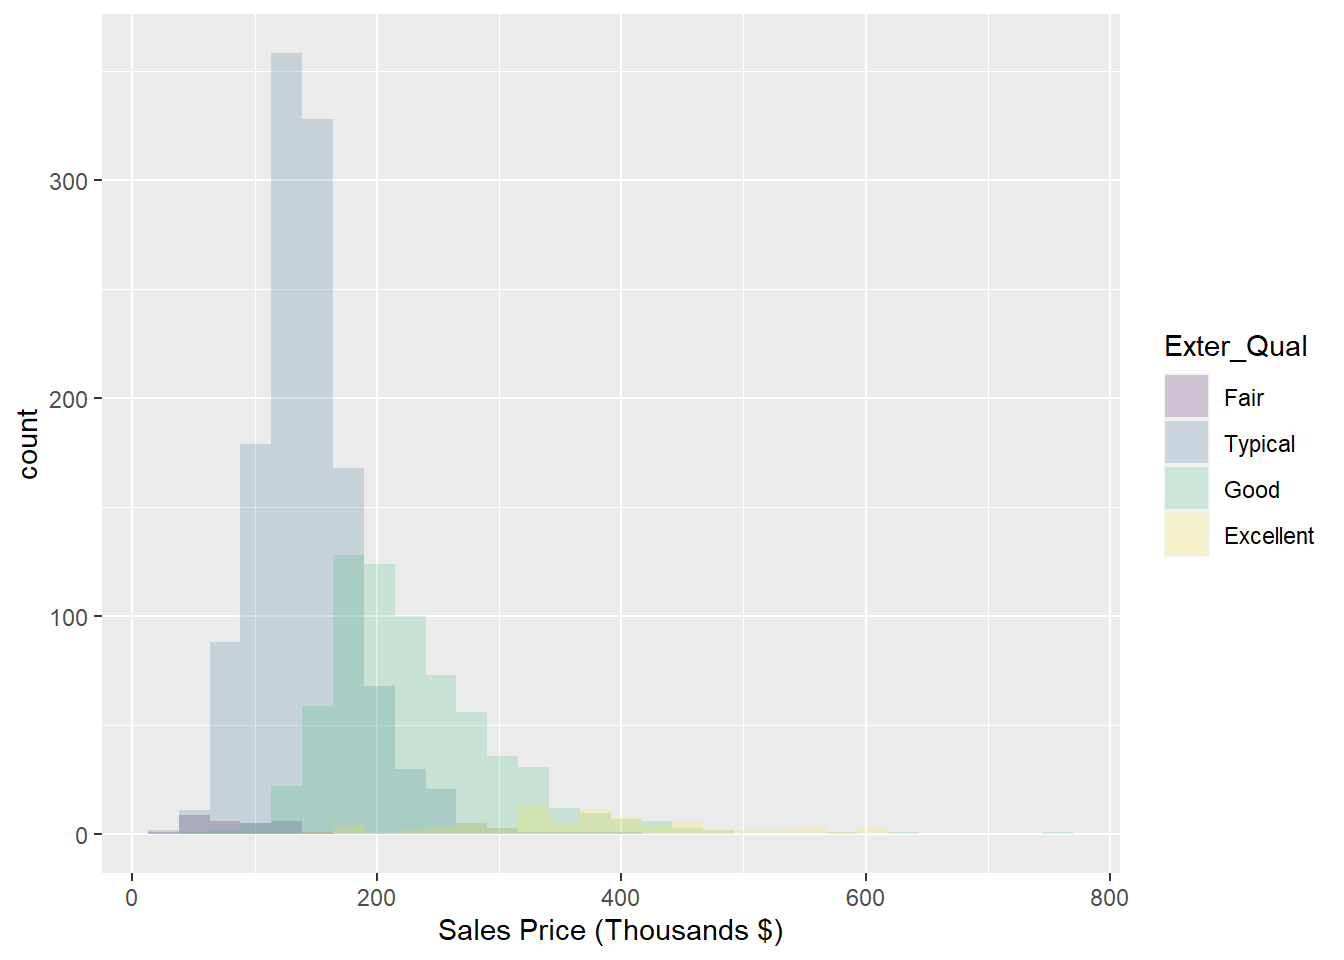 300
200
100
0
count
0 200 400 600 800
Sales Price (Thousands $)
Exter_Qual
Fair
Typical
Good
Excellent